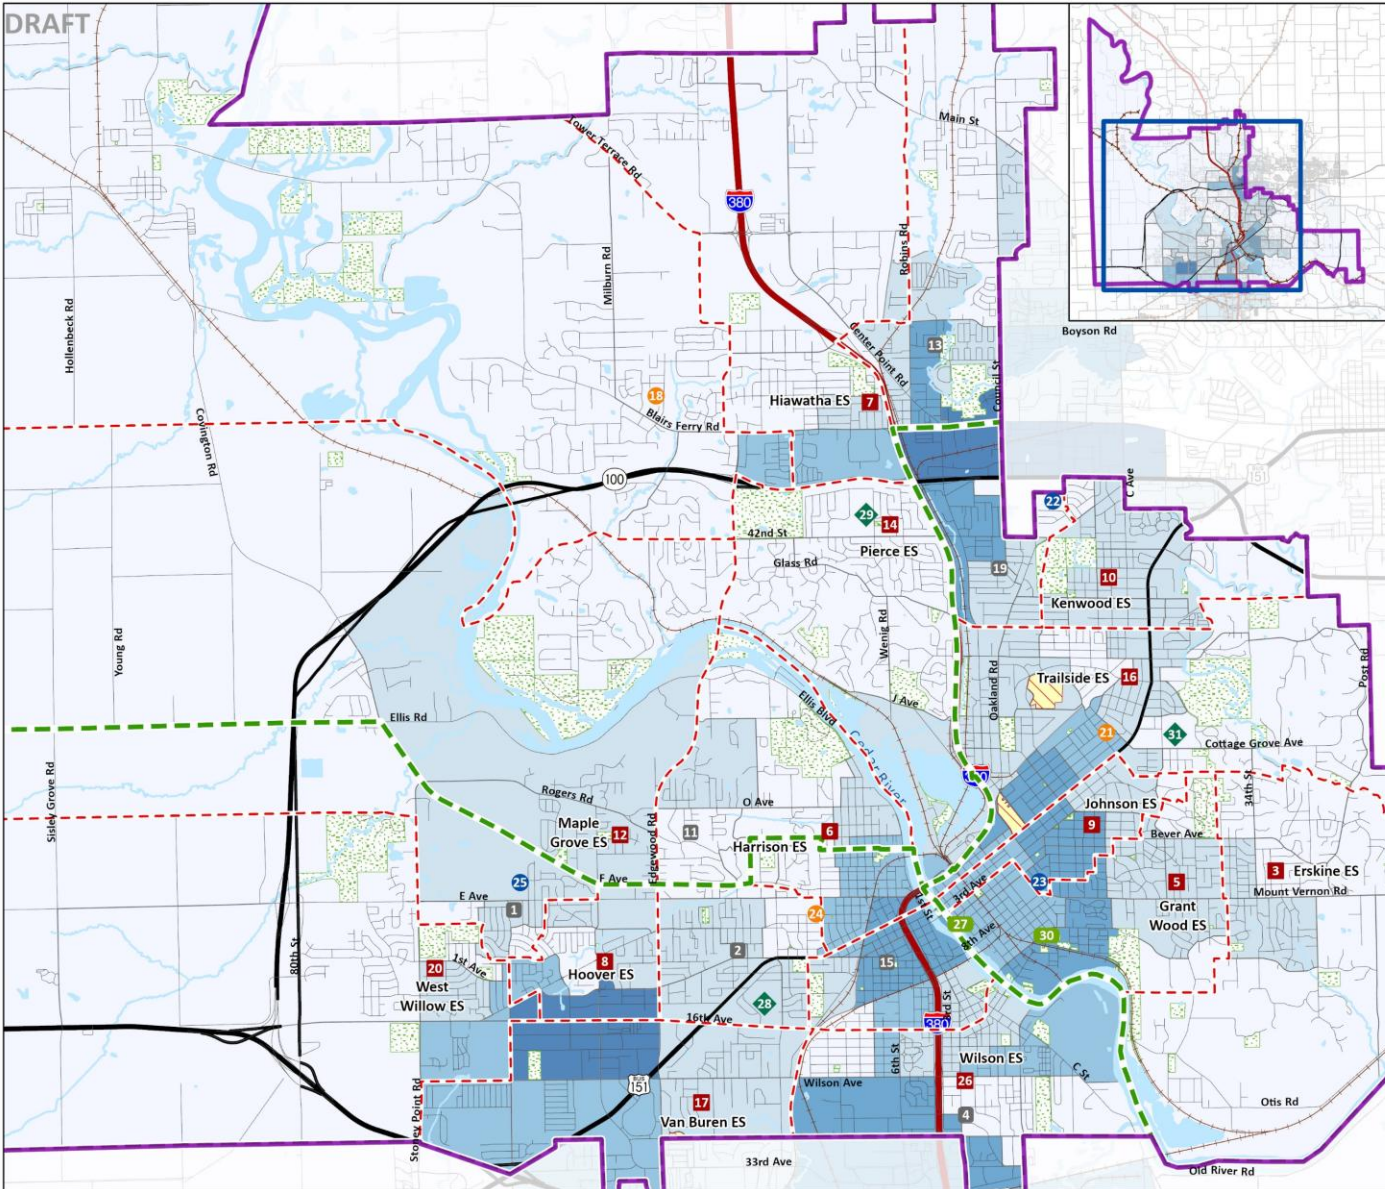 DRAFT
Main St
Tower Terrace Rd
380
Robins Rd
Milburn Rd
Hollenbeck Rd
Boyson Rd
Center Point Rd
13
Council St
18
Hiawatha ES
7
Blairs Ferry Rd
Covington Rd
100
C Ave
151
22
29
14
42nd St
Pierce ES
Glass Rd
19
10
Kenwood ES
Young Rd
Wenig Rd
Post Rd
Trailside ES
16
Oakland Rd
J Ave
Ellis Rd
Ellis Blvd
Cedar River
21
31
Cottage Grove Ave
34th St
Sisley Grove Rd
Rogers Rd
O Ave
Johnson ES
Maple
Grove ES
12
Edgewood Rd
11
6
Harrison ES
9
Bever Ave
3
Erskine ES
Mount Vernon Rd
25
F Ave
E Ave
1
23
5
Grant
Wood ES
3rd Ave
1st St
24
27
8th Ave
30
80th St
2
15
20
1st Ave
West
Willow ES
8
Hoover ES
28
16th Ave
3rd St
380
6th St
Wilson ES
C St
BUS
151
Wilson Ave
26
4
17
Van Buren ES
Otis Rd
Stoney Point Rd
33rd Ave
Old River Rd